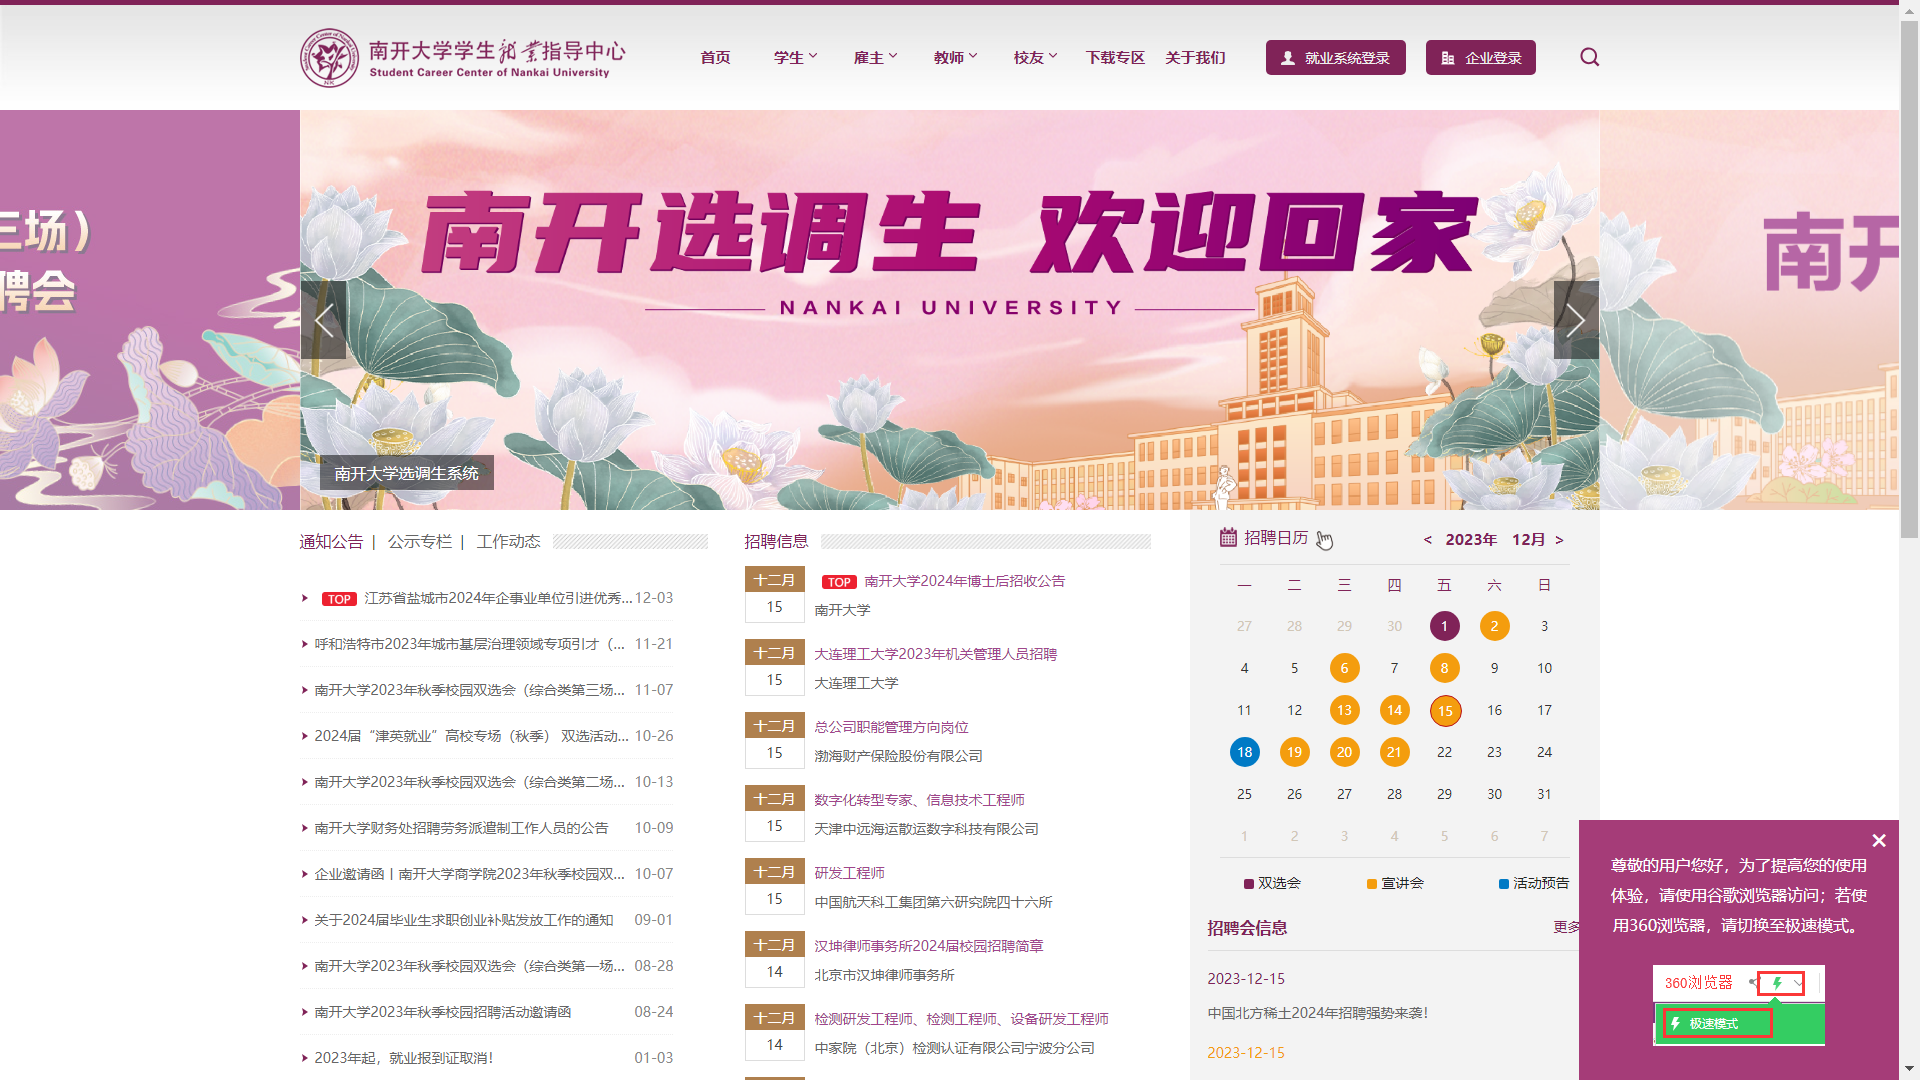 南开大学学生就业指导中心
Student Career Center of Nankai University
首页 学生 雇主 教师 校友 下载专区 关于我们 就业系统登录 企业登录
三场）
聘会
南开选调生 欢迎回家
NANKAI UNIVERSITY
南开大学选调生系统
南开
通知公告 | 公示专栏 | 工作动态
TOP 江苏省盐城市2024年企事业单位引进优秀... 12-03
呼和浩特市2023年城市基层治理领域专项引才（... 11-21
南开大学2023年秋季校园双选会（综合类第三场... 11-07
2024届“津英就业”高校专场（秋季） 双选活动... 10-26
南开大学2023年秋季校园双选会（综合类第二场... 10-13
南开大学财务处招聘劳务派遣制工作人员的公告 10-09
企业邀请函丨南开大学商学院2023年秋季校园双... 10-07
关于2024届毕业生求职创业补贴发放工作的通知 09-01
南开大学2023年秋季校园双选会（综合类第一场... 08-28
南开大学2023年秋季校园招聘活动邀请函 08-24
2023年起，就业报到证取消！ 01-03
招聘信息
十二月 15 TOP 南开大学2024年博士后招收公告
南开大学
十二月 15 大连理工大学2023年机关管理人员招聘
大连理工大学
十二月 15 总公司职能管理方向岗位
渤海财产保险股份有限公司
十二月 15 数字化转型专家、信息技术工程师
天津中远海运散运数字科技有限公司
十二月 15 研发工程师
中国航天科工集团第六研究院四十六所
十二月 14 汉坤律师事务所2024届校园招聘简章
北京市汉坤律师事务所
十二月 14 检测研发工程师、检测工程师、设备研发工程师
中家院（北京）检测认证有限公司宁波分公司
招聘日历 < 2023年 12月 >
一 二 三 四 五 六 日
27 28 29 30 1 2 3
4 5 6 7 8 9 10
11 12 13 14 15 16 17
18 19 20 21 22 23 24
25 26 27 28 29 30 31
1 2 3 4 5 6 7
双选会 宣讲会 活动预告
招聘会信息 更多
2023-12-15
中国北方稀土2024年招聘强势来袭！
2023-12-15
尊敬的用户您好，为了提高您的使用
体验，请使用谷歌浏览器访问；若使
用360浏览器，请切换至极速模式。
360浏览器
极速模式